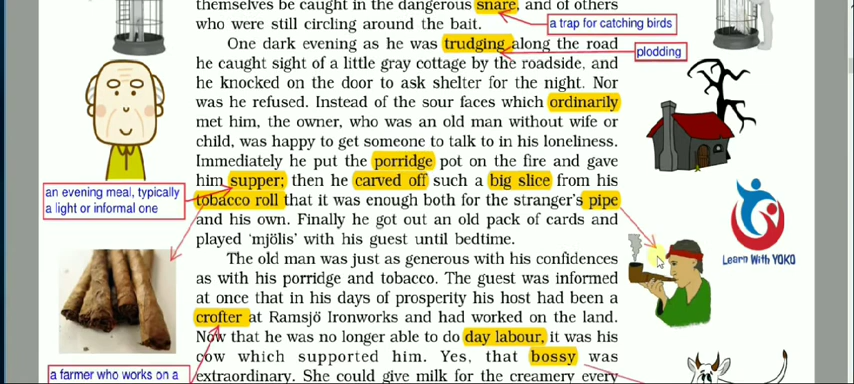 themselves be caught in the dangerous snare, and of others
who were still circling around the bait.
a trap for catching birds
One dark evening as he was trudging along the road
plodding
he caught sight of a little gray cottage by the roadside, and
he knocked on the door to ask shelter for the night. Nor
was he refused. Instead of the sour faces which ordinarily
met him, the owner, who was an old man without wife or
child, was happy to get someone to talk to in his loneliness.
Immediately he put the porridge pot on the fire and gave
him supper; then he carved off such a big slice from his
an evening meal, typically
a light or informal one
tobacco roll that it was enough both for the stranger's pipe
and his own. Finally he got out an old pack of cards and
played 'mjölis' with his guest until bedtime.
Learn With YOKO
The old man was just as generous with his confidences
as with his porridge and tobacco. The guest was informed
at once that in his days of prosperity his host had been a
crofter at Ramsjö Ironworks and had worked on the land.
Now that he was no longer able to do day labour, it was his
cow which supported him. Yes, that bossy was
a farmer who works on a
extraordinary. She could give milk for the creamery every